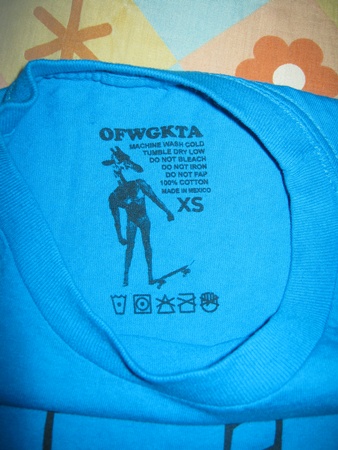 OFWGKTA
MACHINE WASH COLD
TUMBLE DRY LOW
DO NOT BLEACH
DO NOT IRON
DO NOT FAP
100% COTTON
MADE IN MEXICO
XS